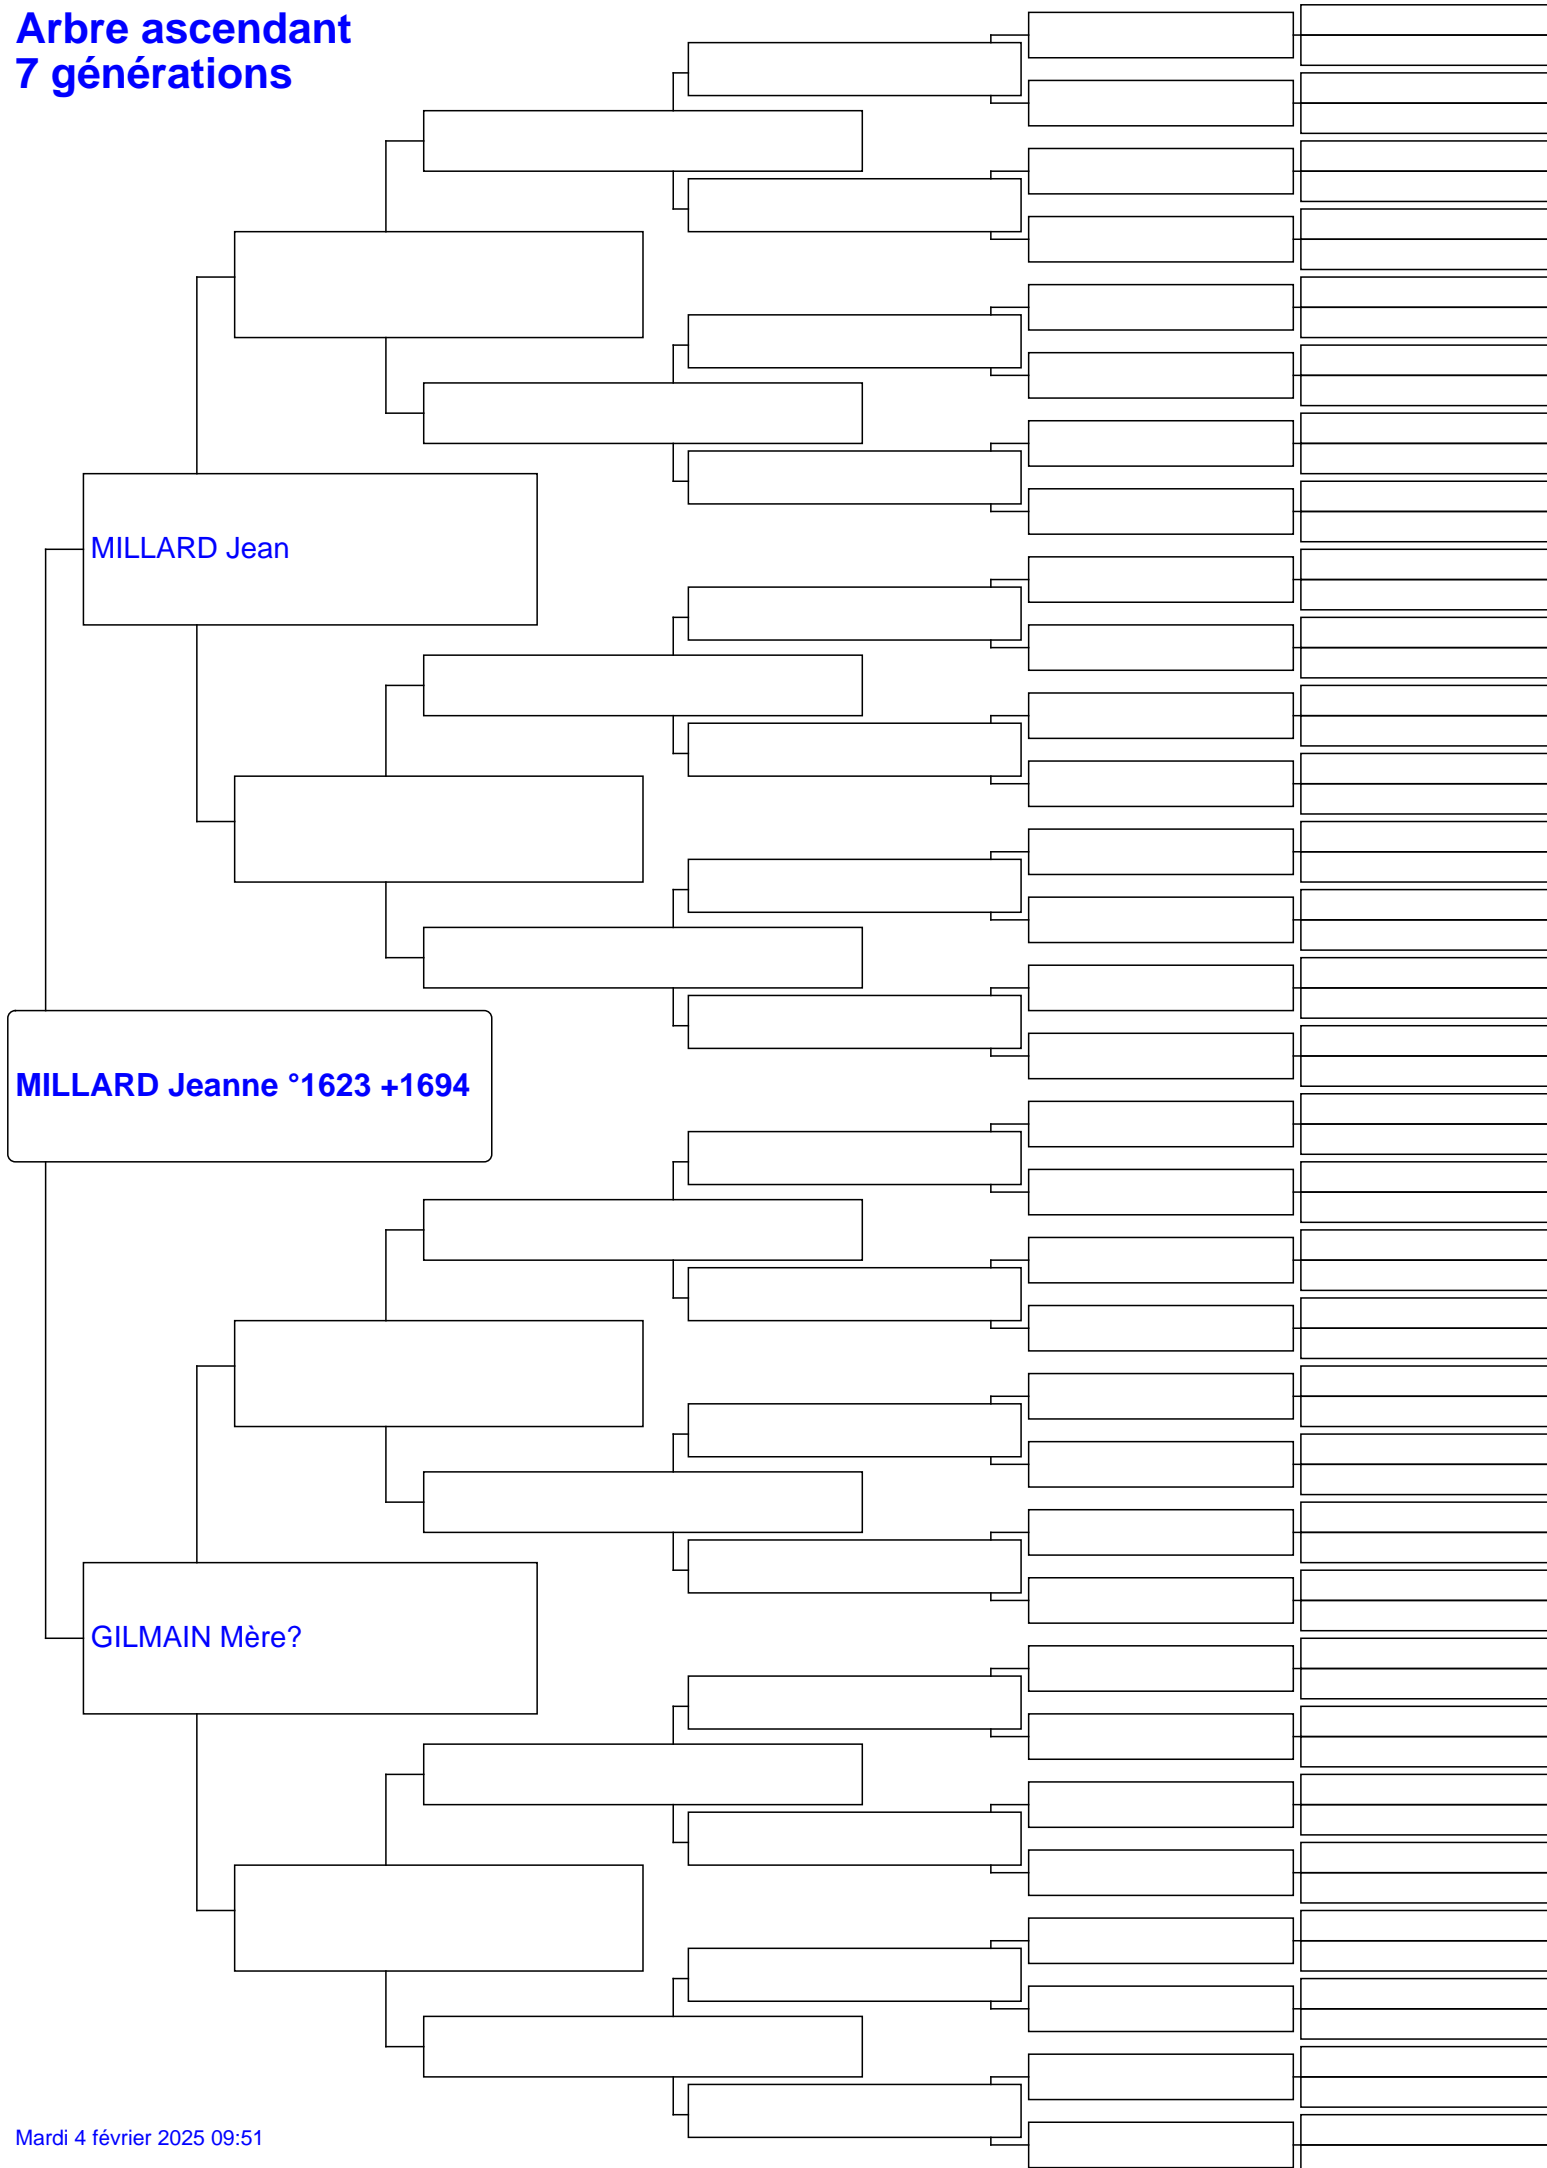 Arbre ascendant
7 générations
MILLARD Jean
MILLARD Jeanne °1623 +1694
GILMAIN Mère?
Mardi 4 février 2025 09:51